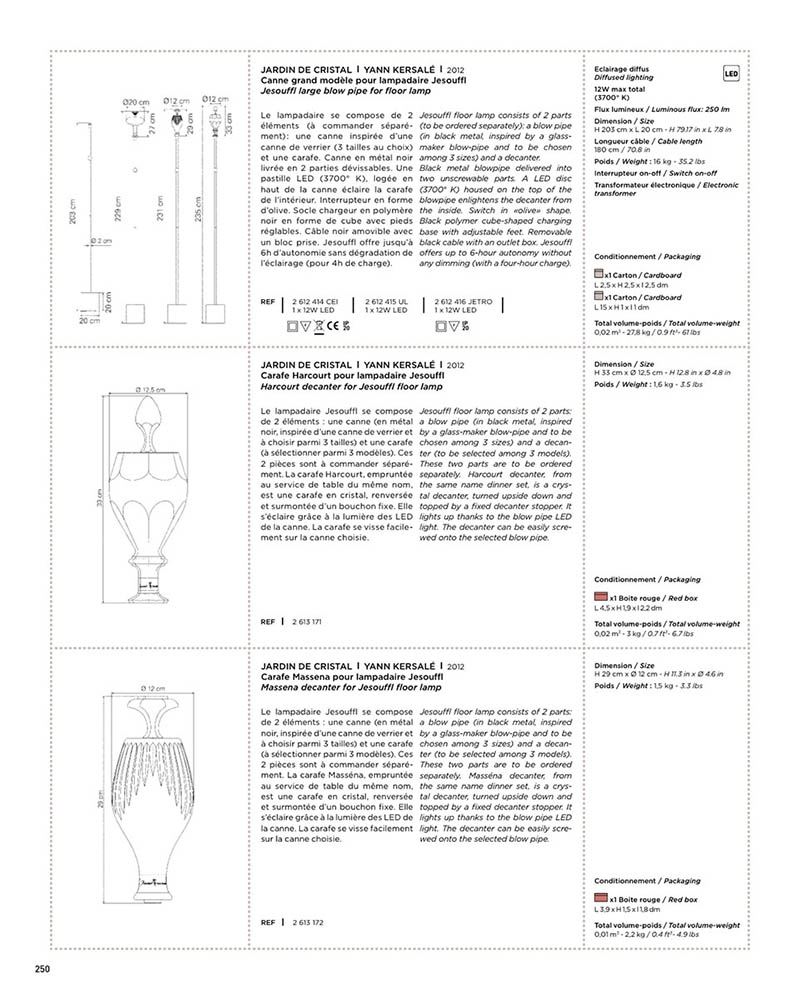 JARDIN DE CRISTAL I YANN KERSALÉ I 2012
Canne grand modèle pour lampadaire Jesouffl
Jesouffl large blow pipe for floor lamp
Le lampadaire se compose de 2
éléments (à commander séparé-
ment): une canne inspirée d'une
canne de verrier (3 tailles au choix)
et une carafe. Canne en métal noir
livrée en 2 parties dévissables. Une
pastille LED (3700° K), logée en
haut de la canne éclaire la carafe
de l'intérieur. Interrupteur en forme
d'olive. Socle chargeur en polymère
noir en forme de cube avec pieds
réglables. Câble noir amovible avec
un bloc prise. Jesouffl offre jusqu'à
6h d'autonomie sans dégradation de
l'éclairage (pour 4h de charge).
Jesouffl floor lamp consists of 2 parts
(to be ordered separately): a blow pipe
(in black metal, inspired by a glass-
maker blow-pipe and to be chosen
among 3 sizes) and a decanter.
Black metal blowpipe delivered into
two unscrewable parts. A LED disc
(3700° K) housed on the top of the
blowpipe enlightens the decanter from
the inside. Switch in «olive» shape.
Black polymer cube-shaped charging
base with adjustable feet. Removable
black cable with an outlet box. Jesouffl
offers up to 6-hour autonomy without
any dimming (with a four-hour charge).
REF | 2 612 414 CEI | 2 612 415 UL | 2 612 416 JETRO
1 x 12W LED 1 x 12W LED 1 x 12W LED
CE IP 20 IP 20
Eclairage diffus
Diffused lighting
LED
12W max total
(3700° K)
Flux lumineux / Luminous flux: 250 lm
Dimension / Size
H 203 cm x L 20 cm - H 79.17 in x L 7.8 in
Longueur câble / Cable length
180 cm / 70.8 in
Poids / Weight : 16 kg - 35.2 lbs
Interrupteur on-off / Switch on-off
Transformateur électronique / Electronic
transformer
Conditionnement / Packaging
x1 Carton / Cardboard
L 2,5 x H 2,5 x l 2,5 dm
x1 Carton / Cardboard
L 15 x H 1 x l 1 dm
Total volume-poids / Total volume-weight
0,02 m³ - 27,8 kg / 0.9 ft³- 61 lbs
Ø20 cm
Ø12 cm
Ø12 cm
27 cm
29 cm
33 cm
203 cm
229 cm
231 cm
235 cm
Ø 2 cm
20 cm
20 cm
JARDIN DE CRISTAL I YANN KERSALÉ I 2012
Carafe Harcourt pour lampadaire Jesouffl
Harcourt decanter for Jesouffl floor lamp
Le lampadaire Jesouffl se compose
de 2 éléments : une canne (en métal
noir, inspirée d'une canne de verrier et
à choisir parmi 3 tailles) et une carafe
(à sélectionner parmi 3 modèles). Ces
2 pièces sont à commander séparé-
ment. La carafe Harcourt, empruntée
au service de table du même nom,
est une carafe en cristal, renversée
et surmontée d'un bouchon fixe. Elle
s'éclaire grâce à la lumière des LED
de la canne. La carafe se visse facile-
ment sur la canne choisie.
Jesouffl floor lamp consists of 2 parts:
a blow pipe (in black metal, inspired
by a glass-maker blow-pipe and to be
chosen among 3 sizes) and a decan-
ter (to be selected among 3 models).
These two parts are to be ordered
separately. Harcourt decanter, from
the same name dinner set, is a crys-
tal decanter, turned upside down and
topped by a fixed decanter stopper. It
lights up thanks to the blow pipe LED
light. The decanter can be easily scre-
wed onto the selected blow pipe.
REF | 2 613 171
Dimension / Size
H 33 cm x Ø 12,5 cm - H 12.8 in x Ø 4.8 in
Poids / Weight : 1,6 kg - 3.5 lbs
Conditionnement / Packaging
x1 Boite rouge / Red box
L 4,5 x H 1,9 x l 2,2 dm
Total volume-poids / Total volume-weight
0,02 m³ - 3 kg / 0.7 ft³- 6.7 lbs
Ø 12,5 cm
33 cm
JARDIN DE CRISTAL I YANN KERSALÉ I 2012
Carafe Massena pour lampadaire Jesouffl
Massena decanter for Jesouffl floor lamp
Le lampadaire Jesouffl se compose
de 2 éléments : une canne (en métal
noir, inspirée d'une canne de verrier et
à choisir parmi 3 tailles) et une carafe
(à sélectionner parmi 3 modèles). Ces
2 pièces sont à commander séparé-
ment. La carafe Masséna, empruntée
au service de table du même nom,
est une carafe en cristal, renversée
et surmontée d'un bouchon fixe. Elle
s'éclaire grâce à la lumière des LED de
la canne. La carafe se visse facilement
sur la canne choisie.
Jesouffl floor lamp consists of 2 parts:
a blow pipe (in black metal, inspired
by a glass-maker blow-pipe and to be
chosen among 3 sizes) and a decan-
ter (to be selected among 3 models).
These two parts are to be ordered
separately. Masséna decanter, from
the same name dinner set, is a crys-
tal decanter, turned upside down and
topped by a fixed decanter stopper. It
lights up thanks to the blow pipe LED
light. The decanter can be easily scre-
wed onto the selected blow pipe.
REF | 2 613 172
Dimension / Size
H 29 cm x Ø 12 cm - H 11.3 in x Ø 4.6 in
Poids / Weight : 1,5 kg - 3.3 lbs
Conditionnement / Packaging
x1 Boite rouge / Red box
L 3,9 x H 1,5 x l 1,8 dm
Total volume-poids / Total volume-weight
0,01 m³ - 2,2 kg / 0.4 ft³- 4.9 lbs
Ø 12 cm
29 cm
250